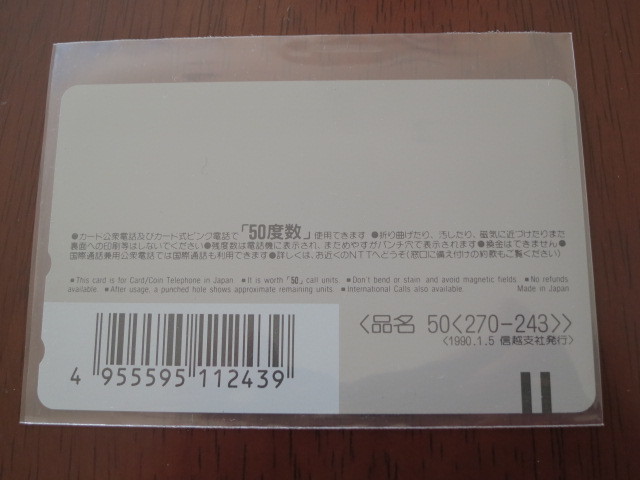 ●カード公衆電話及びカード式ピンク電話で「50度数」使用できます ●折り曲げたり、汚したり、磁気に近づけたりまた
裏面への印刷等はしないでください●残度数は電話機に表示され、まためやすがパンチ穴で表示されます●換金はできません●
国際通話兼用公衆電話では国際通話も利用できます●詳しくは、お近くのNTTへどうぞ(窓口に備え付けの約款もご覧ください)
■This card is for Card/Coin Telephone in Japan ■It is worth「50」call units. ■Don't bend or stain and avoid magnetic fields ■No refunds
available ■After usage, a punched hole shows approximate remaining units. ■International Calls also available. Made in Japan
〈品名 50〈270-243〉〉
〈1990.1.5 信越支社発行〉
4 955595 112439